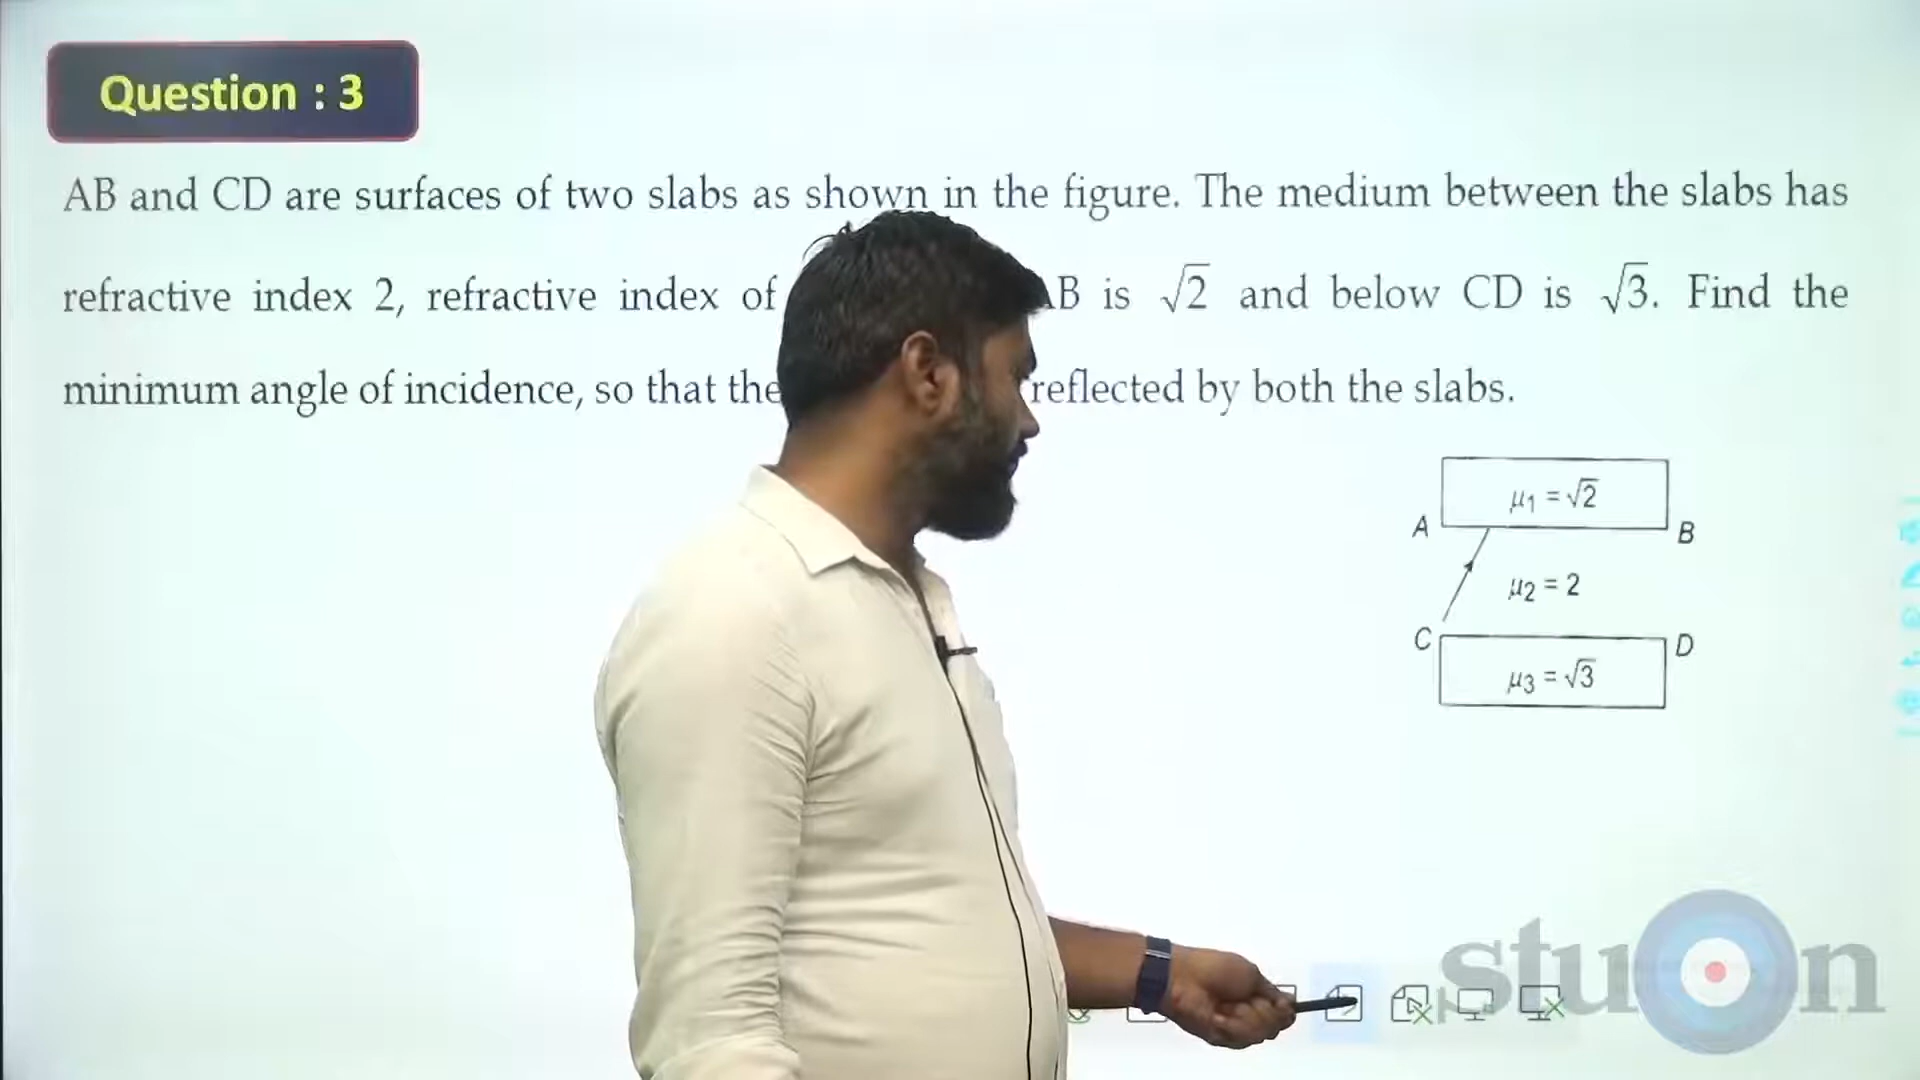 Question : 3
AB and CD are surfaces of two slabs as shown in the figure. The medium between the slabs has
refractive index 2, refractive index of AB is √2 and below CD is √3. Find the
minimum angle of incidence, so that the reflected by both the slabs.
μ1 = √2
A
B
μ2 = 2
C
D
μ3 = √3
stuon